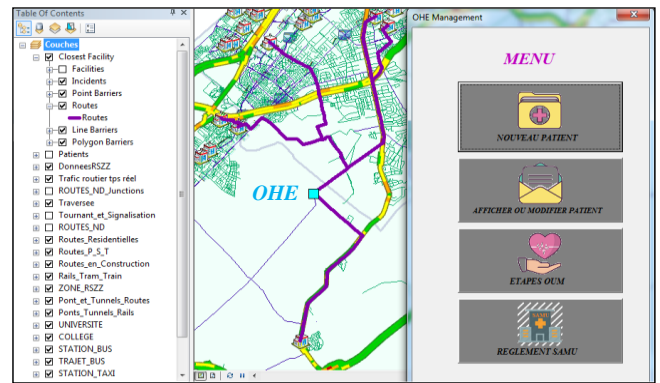 Table Of Contents
Couches
Closest Facility
Facilities
Incidents
Point Barriers
Routes
Routes
Line Barriers
Polygon Barriers
Patients
DonneesRSZZ
Trafic routier tps réel
ROUTES_ND_Junctions
Traversee
Tournant_et_Signalisation
ROUTES_ND
Routes_Residentielles
Routes_P_S_T
Routes_en_Construction
Rails_Tram_Train
ZONE_RSZZ
Pont_et_Tunnels_Routes
Ponts_Tunnels_Rails
UNIVERSITE
COLLEGE
STATION_BUS
TRAJET_BUS
STATION_TAXI
OHE
OHE Management
MENU
NOUVEAU PATIENT
AFFICHER OU MODIFIER PATIENT
ETAPES OUM
SAMU
REGLEMENT SAMU